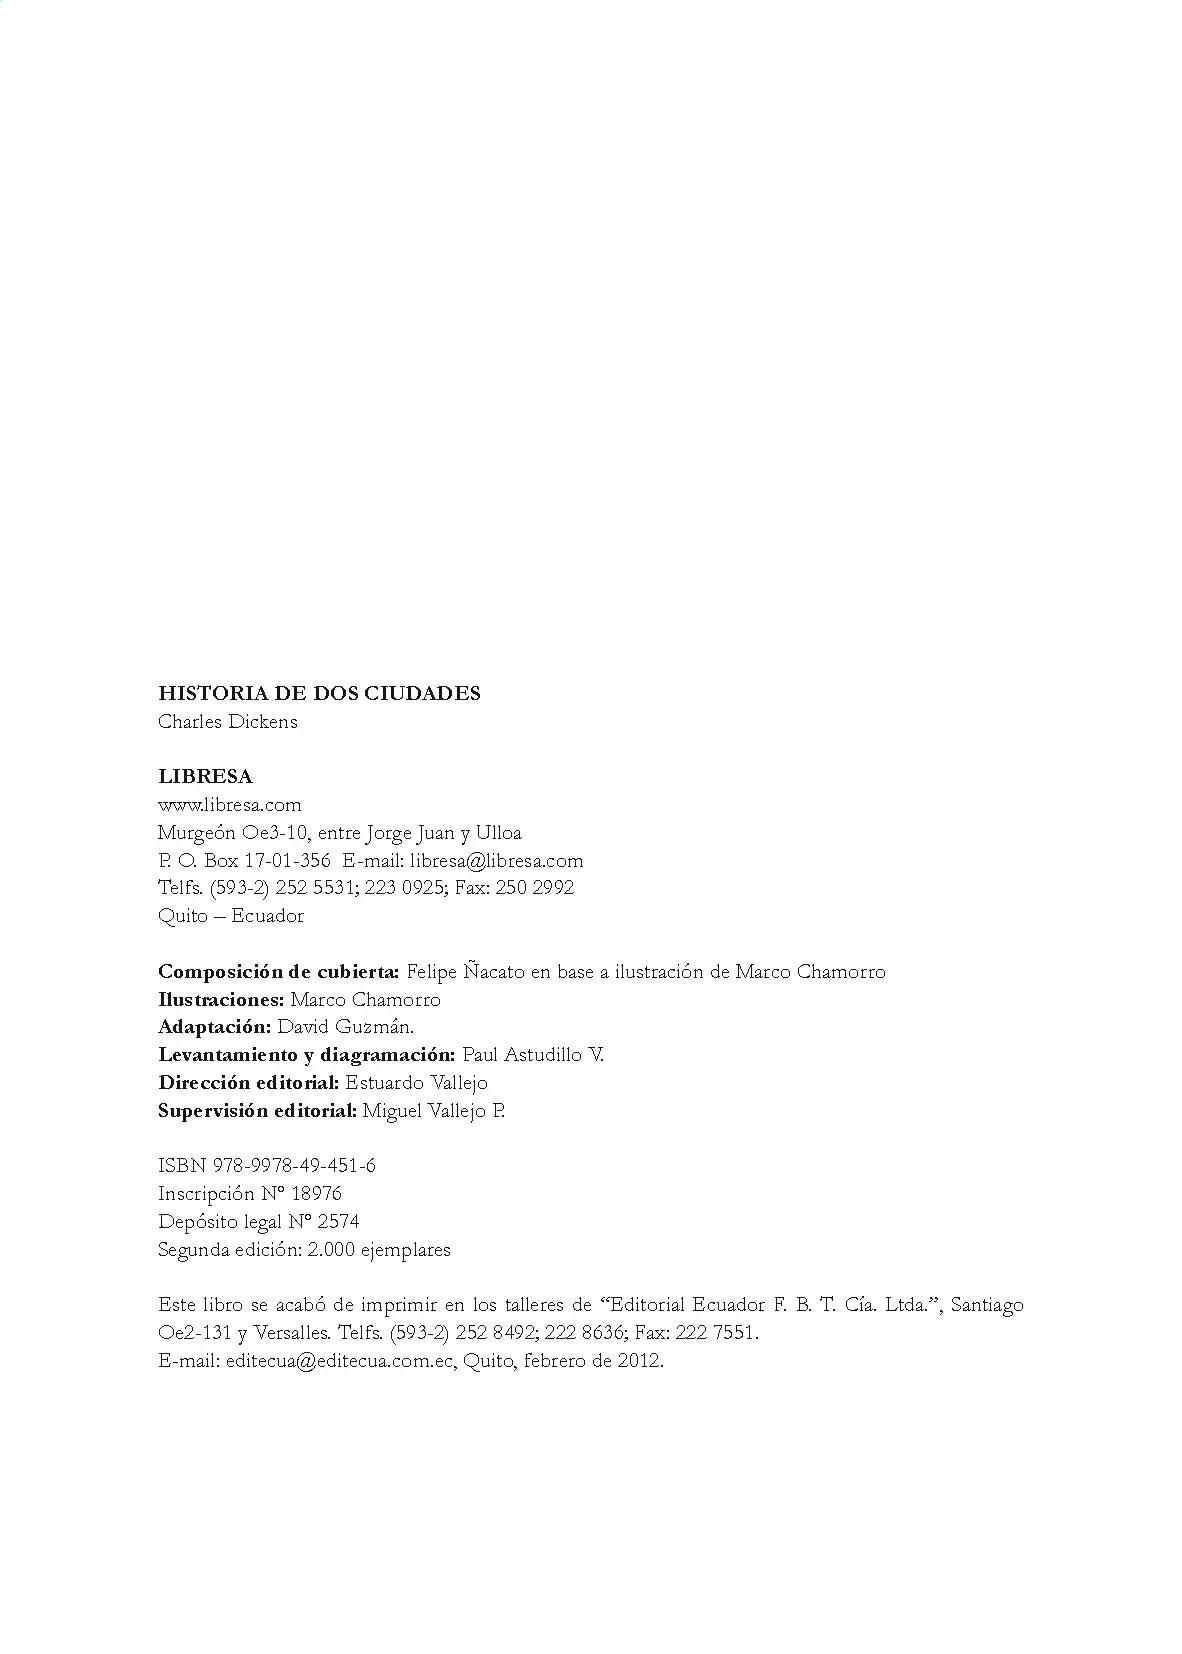 HISTORIA DE DOS CIUDADES
Charles Dickens
LIBRESA
www.libresa.com
Murgeón Oe3-10, entre Jorge Juan y Ulloa
P. O. Box 17-01-356  E-mail: libresa@libresa.com
Telfs. (593-2) 252 5531; 223 0925; Fax: 250 2992
Quito – Ecuador
Composición de cubierta: Felipe Ñacato en base a ilustración de Marco Chamorro
Ilustraciones: Marco Chamorro
Adaptación: David Guzmán.
Levantamiento y diagramación: Paul Astudillo V.
Dirección editorial: Estuardo Vallejo
Supervisión editorial: Miguel Vallejo P.
ISBN 978-9978-49-451-6
Inscripción Nº 18976
Depósito legal Nº 2574
Segunda edición: 2.000 ejemplares
Este libro se acabó de imprimir en los talleres de “Editorial Ecuador F. B. T. Cía. Ltda.”, Santiago
Oe2-131 y Versalles. Telfs. (593-2) 252 8492; 222 8636; Fax: 222 7551.
E-mail: editecua@editecua.com.ec, Quito, febrero de 2012.